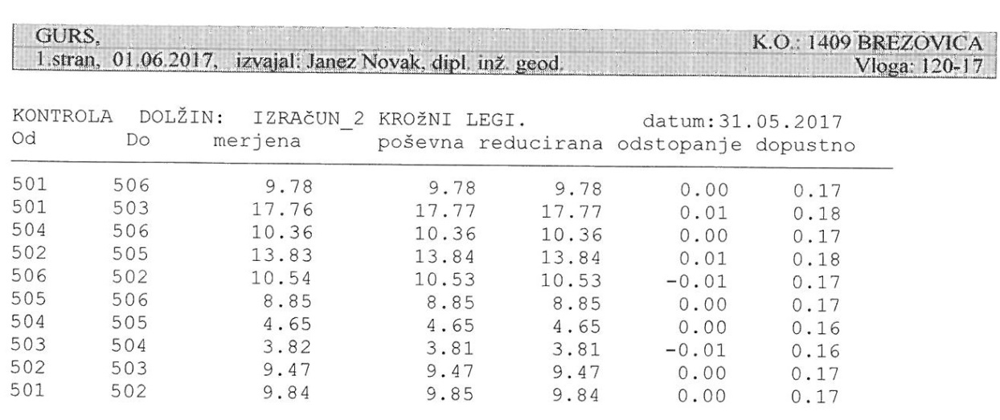 GURS, K.O.: 1409 BREZOVICA
1.stran, 01.06.2017, izvajal: Janez Novak, dipl. inž. geod. Vloga: 120-17
KONTROLA DOLŽIN: IZRAčUN_2 KROžNI LEGI. datum:31.05.2017
Od Do merjena poševna reducirana odstopanje dopustno
501 506 9.78 9.78 9.78 0.00 0.17
501 503 17.76 17.77 17.77 0.01 0.18
504 506 10.36 10.36 10.36 0.00 0.17
502 505 13.83 13.84 13.84 0.01 0.18
506 502 10.54 10.53 10.53 -0.01 0.17
505 506 8.85 8.85 8.85 0.00 0.17
504 505 4.65 4.65 4.65 0.00 0.16
503 504 3.82 3.81 3.81 -0.01 0.16
502 503 9.47 9.47 9.47 0.00 0.17
501 502 9.84 9.85 9.84 0.00 0.17